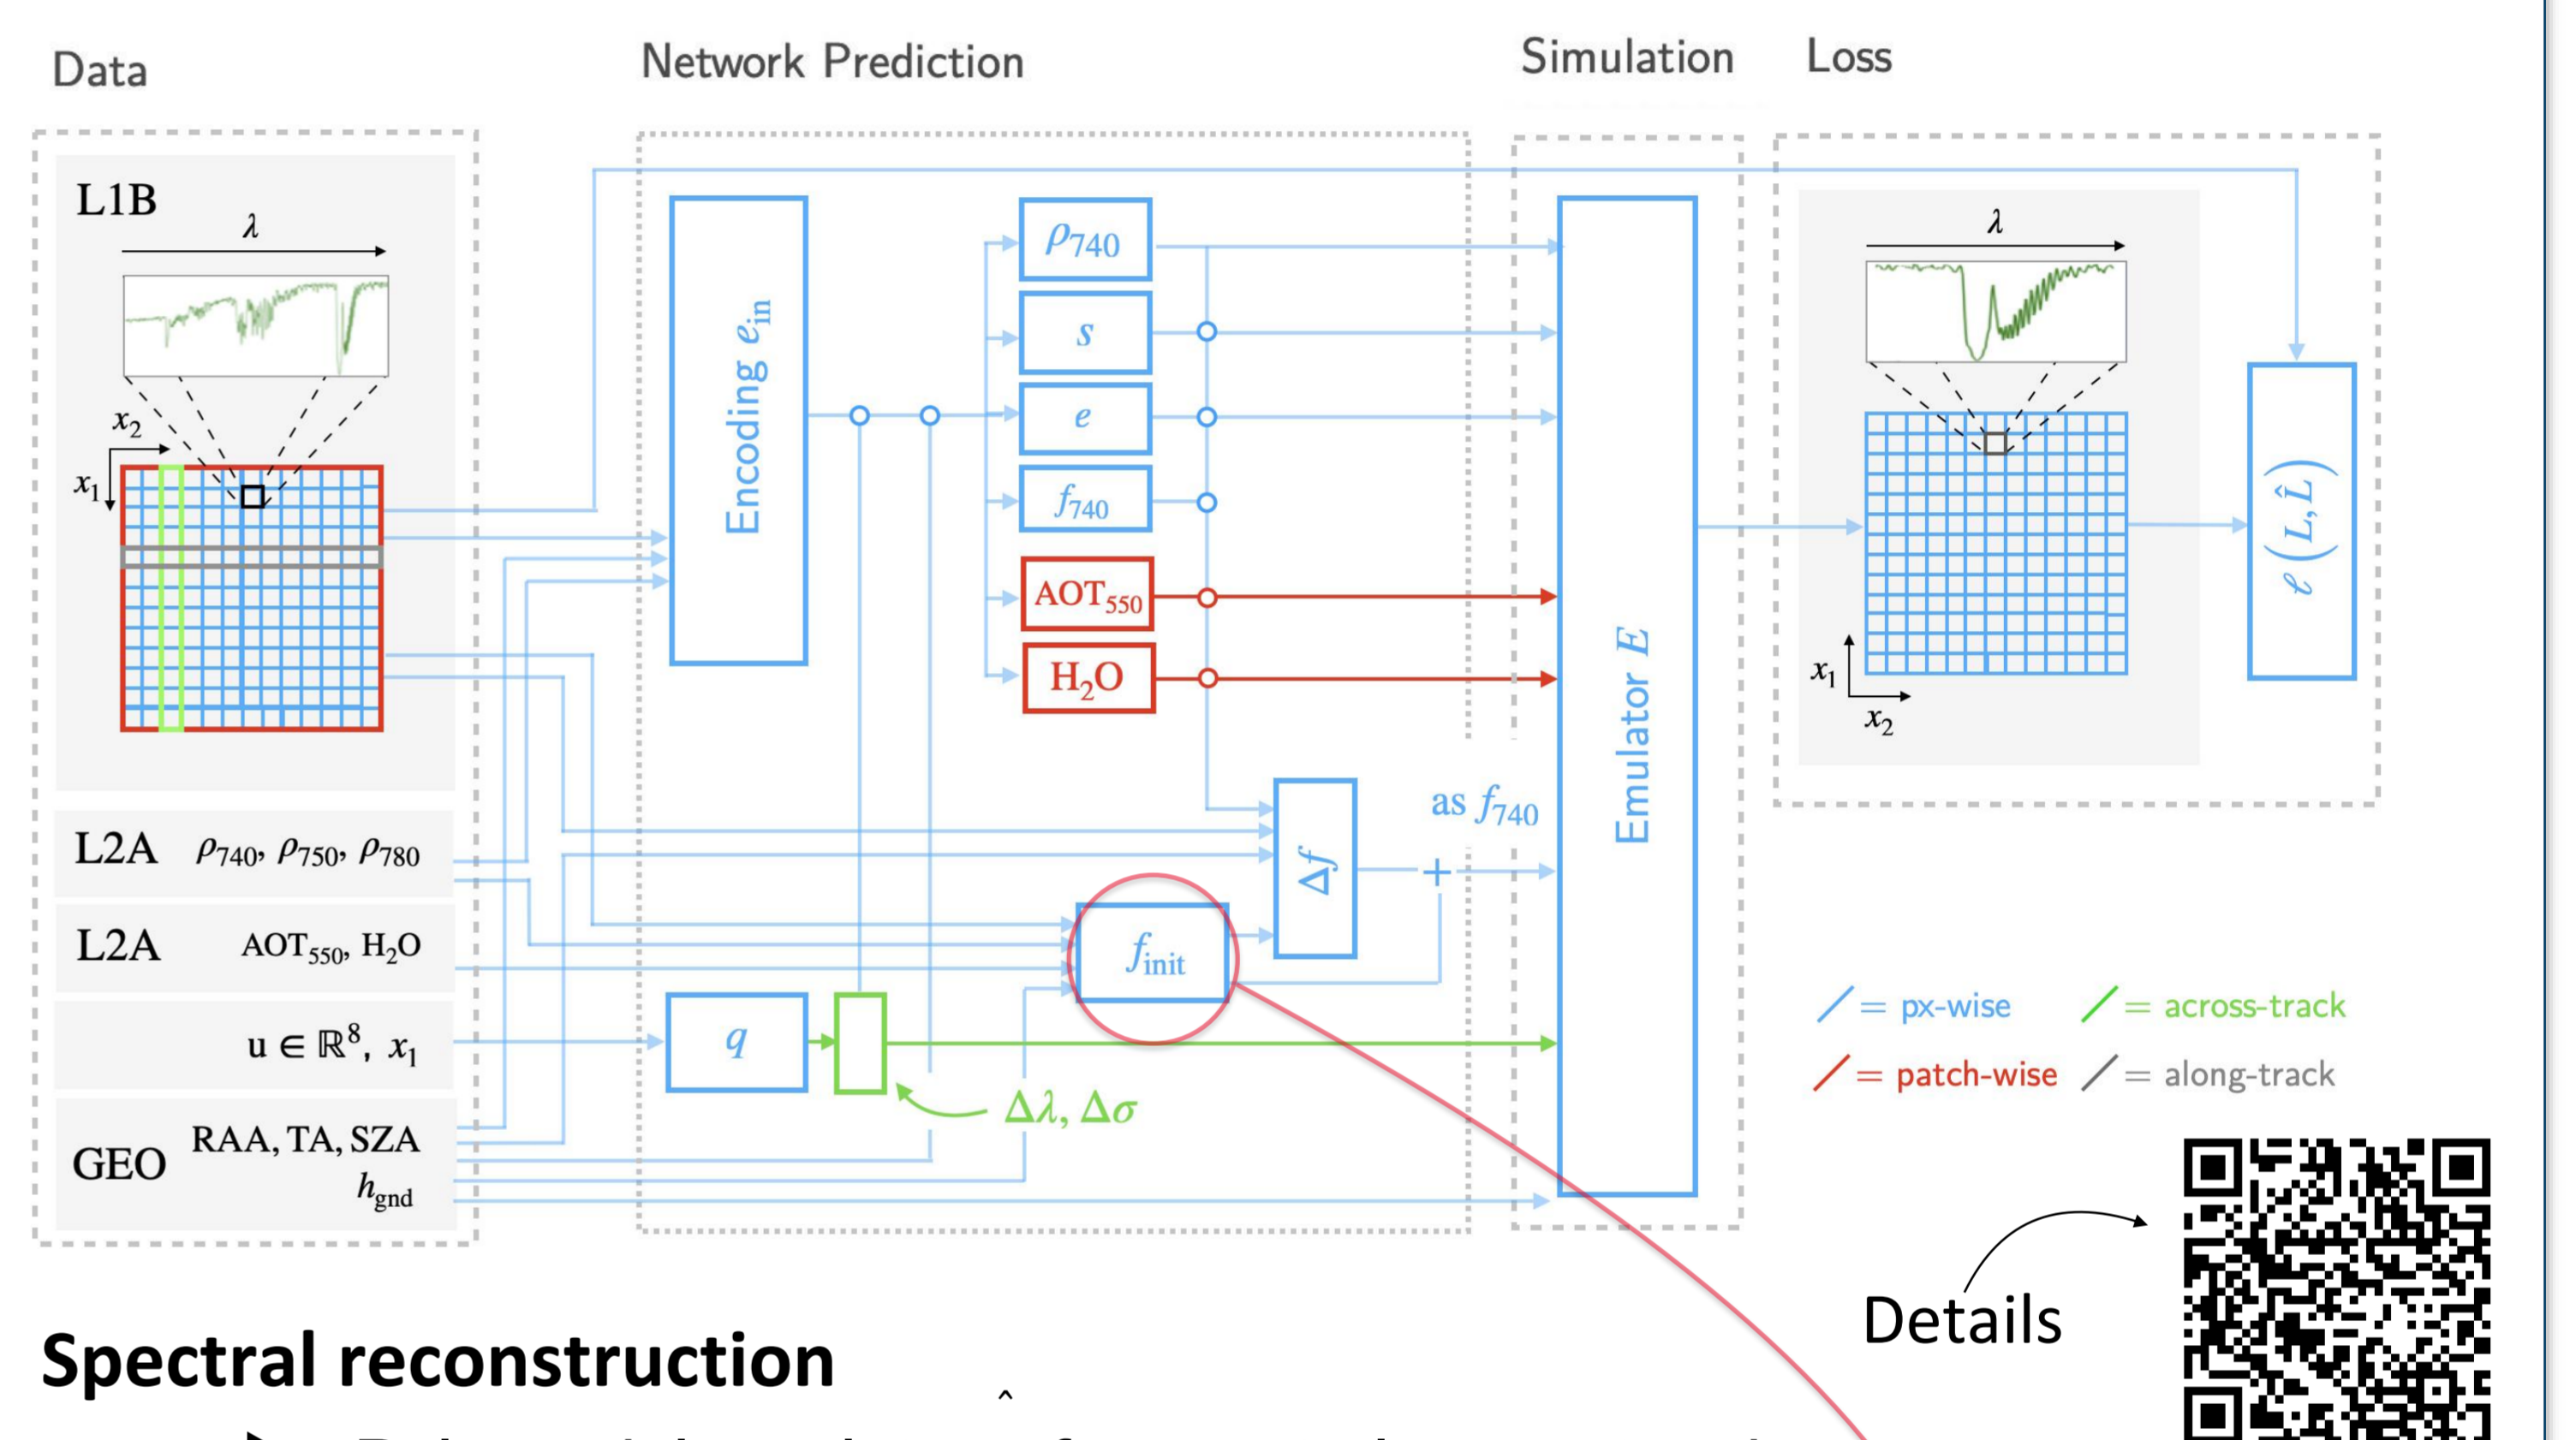 Data
Network Prediction
Simulation
Loss
L1B
λ
x₂
x₁
L2A ρ₇₄₀, ρ₇₅₀, ρ₇₈₀
L2A AOT₅₅₀, H₂O
u ∈ ℝ⁸, x₁
GEO RAA, TA, SZA
h_gnd
Encoding e_in
ρ₇₄₀
s
e
f₇₄₀
AOT₅₅₀
H₂O
Δf
+
as f₇₄₀
f_init
q
Δλ, Δσ
Emulator E
λ
x₁
x₂
ℓ(L, L̂)
/ = px-wise
/ = across-track
/ = patch-wise
/ = along-track
Details
Spectral reconstruction